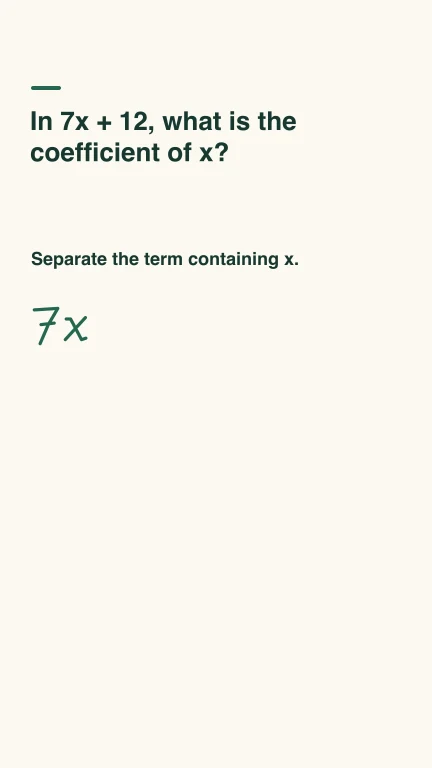 In 7x + 12, what is the
coefficient of x?
Separate the term containing x.
7x